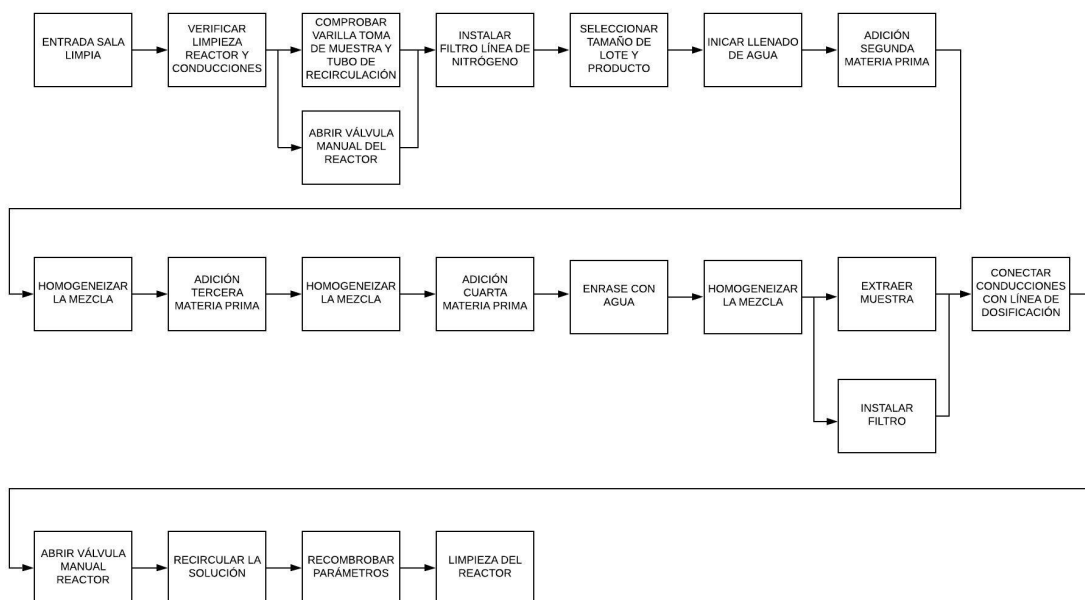 ENTRADA SALA
LIMPIA
VERIFICAR
LIMPIEZA
REACTOR Y
CONDUCCIONES
COMPROBAR
VARILLA TOMA
DE MUESTRA Y
TUBO DE
RECIRCULACIÓN
ABRIR VÁLVULA
MANUAL DEL
REACTOR
INSTALAR
FILTRO LÍNEA DE
NITRÓGENO
SELECCIONAR
TAMAÑO DE
LOTE Y
PRODUCTO
INICAR LLENADO
DE AGUA
ADICIÓN
SEGUNDA
MATERIA PRIMA
HOMOGENEIZAR
LA MEZCLA
ADICIÓN
TERCERA
MATERIA PRIMA
HOMOGENEIZAR
LA MEZCLA
ADICIÓN
CUARTA
MATERIA PRIMA
ENRASE CON
AGUA
HOMOGENEIZAR
LA MEZCLA
EXTRAER
MUESTRA
INSTALAR
FILTRO
CONECTAR
CONDUCCIONES
CON LÍNEA DE
DOSIFICACIÓN
ABRIR VÁLVULA
MANUAL
REACTOR
RECIRCULAR LA
SOLUCIÓN
RECOMBROBAR
PARÁMETROS
LIMPIEZA DEL
REACTOR